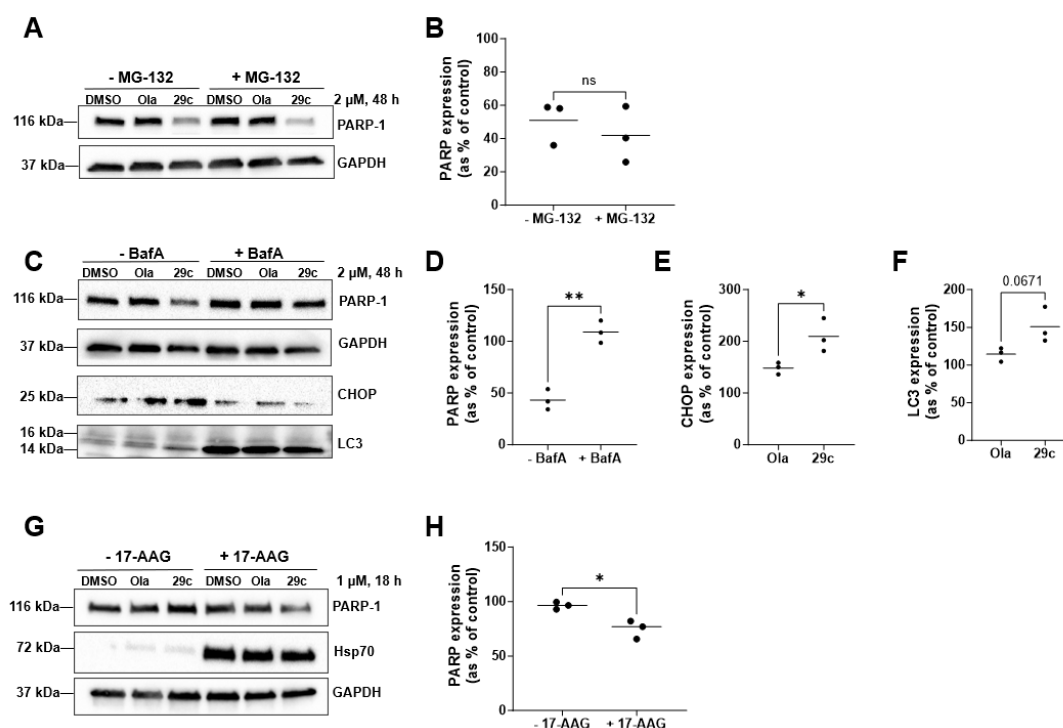 A
- MG-132 + MG-132
DMSO Ola 29c DMSO Ola 29c 2 µM, 48 h
116 kDa PARP-1
37 kDa GAPDH
B
PARP expression
(as % of control)
100
80
60
40
20
0
ns
- MG-132 + MG-132
C
- BafA + BafA
DMSO Ola 29c DMSO Ola 29c 2 µM, 48 h
116 kDa PARP-1
37 kDa GAPDH
25 kDa CHOP
16 kDa
14 kDa LC3
D
PARP expression
(as % of control)
150
100
50
0
**
- BafA + BafA
E
CHOP expression
(as % of control)
300
200
100
0
*
Ola 29c
F
LC3 expression
(as % of control)
200
150
100
50
0
0.0671
Ola 29c
G
- 17-AAG + 17-AAG
DMSO Ola 29c DMSO Ola 29c 1 µM, 18 h
116 kDa PARP-1
72 kDa Hsp70
37 kDa GAPDH
H
PARP expression
(as % of control)
150
100
50
0
*
- 17-AAG + 17-AAG